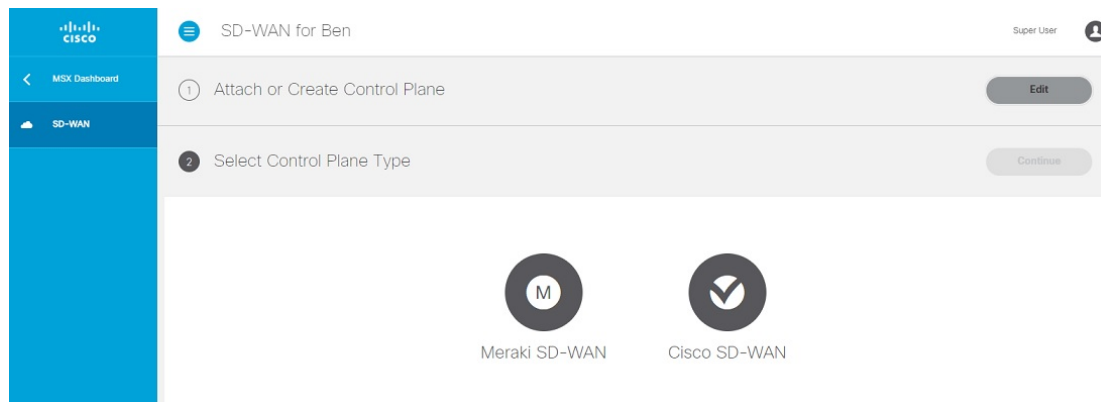 CISCO
SD-WAN for Ben
Super User
MSX Dashboard
SD-WAN
1 Attach or Create Control Plane
Edit
2 Select Control Plane Type
Continue
M
Meraki SD-WAN
Cisco SD-WAN